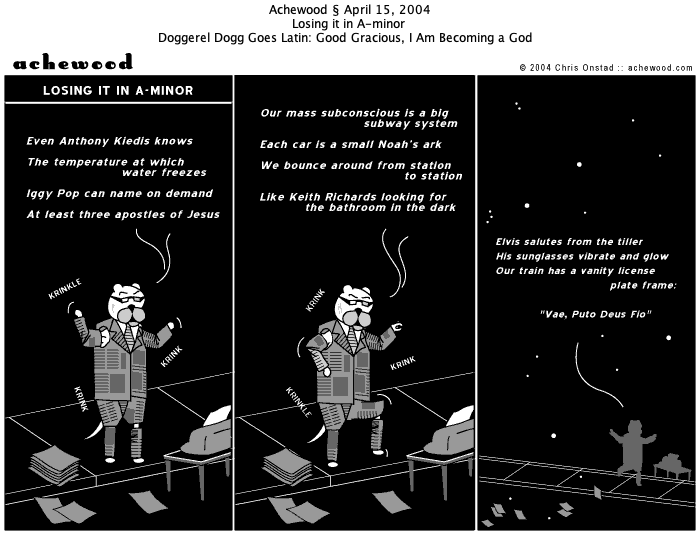 Achewood § April 15, 2004
Losing it in A-minor
Doggerel Dogg Goes Latin: Good Gracious, I Am Becoming a God
achewood
© 2004 Chris Onstad :: achewood.com
LOSING IT IN A-MINOR
Even Anthony Kiedis knows
The temperature at which
water freezes
Iggy Pop can name on demand
At least three apostles of Jesus
KRINKLE
KRINK
KRINK
Our mass subconscious is a big
subway system
Each car is a small Noah's ark
We bounce around from station
to station
Like Keith Richards looking for
the bathroom in the dark
KRINK
KRINK
KRINKLE
Elvis salutes from the tiller
His sunglasses vibrate and glow
Our train has a vanity license
plate frame:
"Vae, Puto Deus Fio"